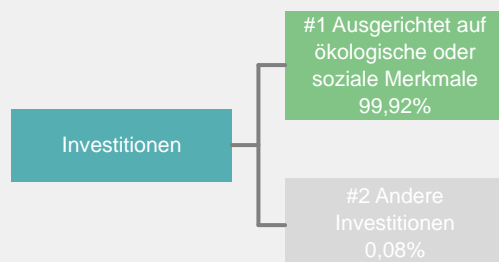 #1 Ausgerichtet auf
ökologische oder
soziale Merkmale
99,92%
Investitionen
#2 Andere
Investitionen
0,08%